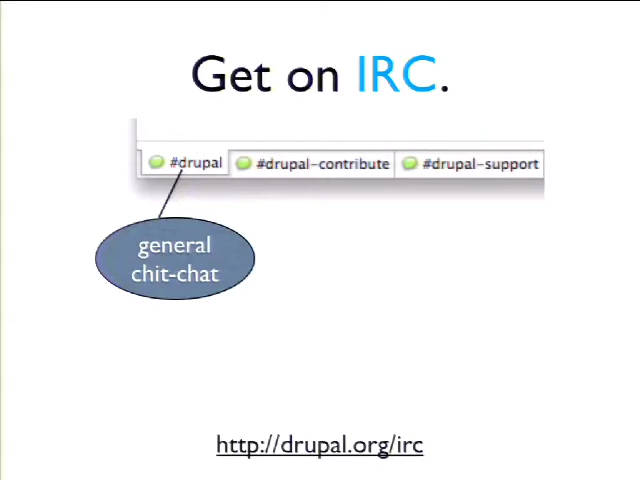 Get on IRC.
#drupal #drupal-contribute #drupal-support
general
chit-chat
http://drupal.org/irc